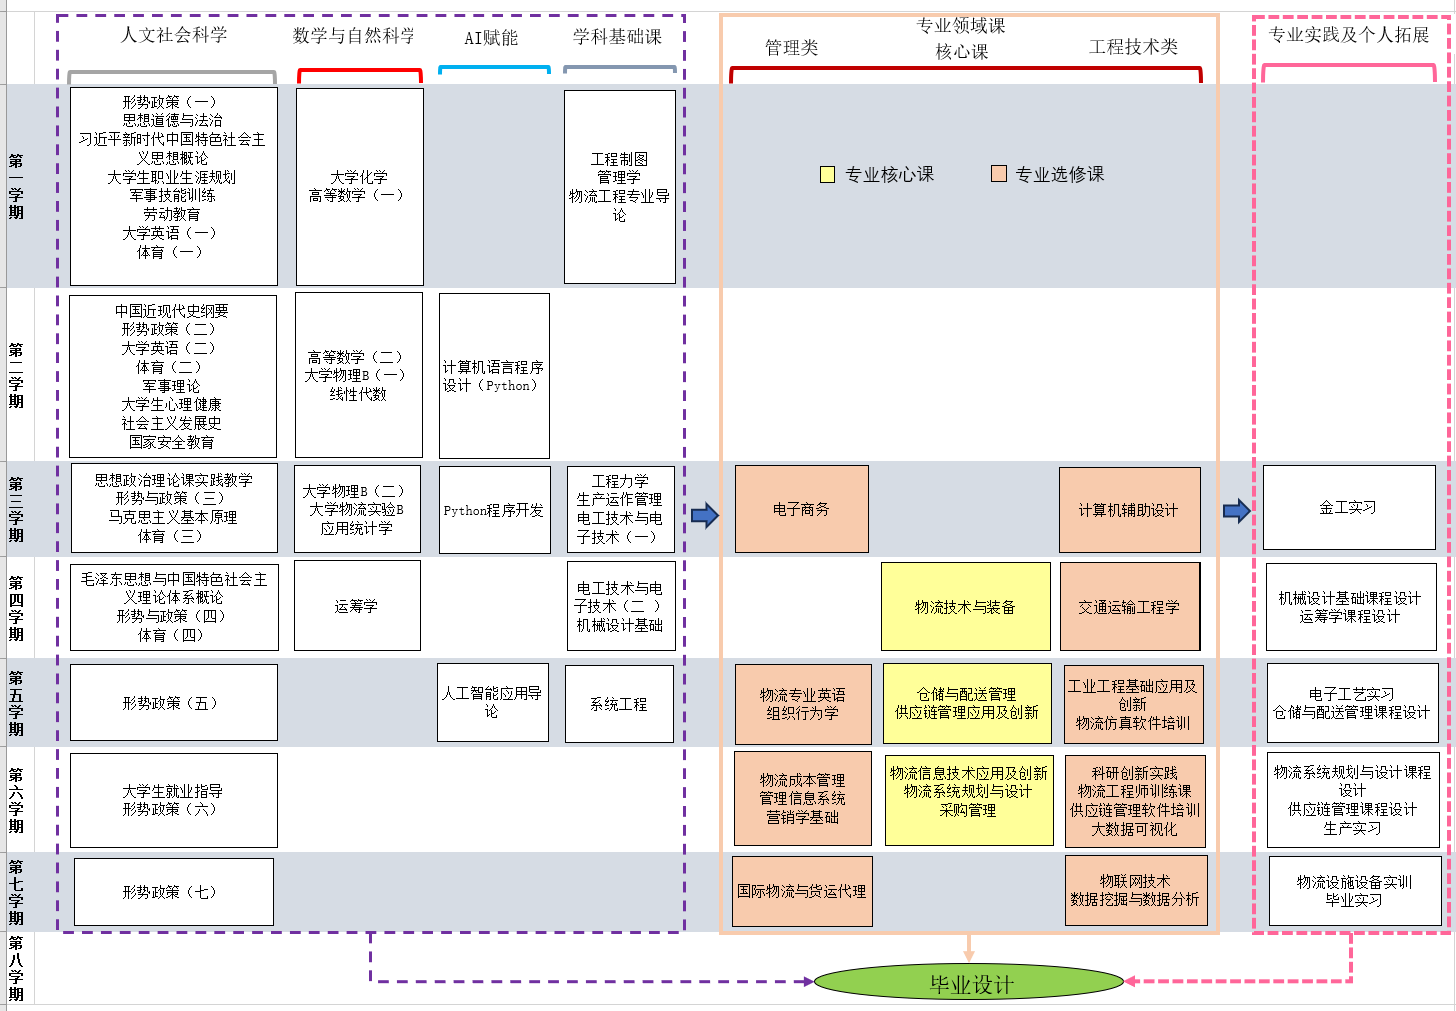 人文社会科学
数学与自然科学
AI赋能
学科基础课
管理类
专业领域课
核心课
工程技术类
专业实践及个人拓展
第一学期
形势政策（一）
思想道德与法治
习近平新时代中国特色社会主
义思想概论
大学生职业生涯规划
军事技能训练
劳动教育
大学英语（一）
体育（一）
大学化学
高等数学（一）
工程制图
管理学
物流工程专业导
论
专业核心课
专业选修课
第二学期
中国近现代史纲要
形势政策（二）
大学英语（二）
体育（二）
军事理论
大学生心理健康
社会主义发展史
国家安全教育
高等数学（二）
大学物理B（一）
线性代数
计算机语言程序
设计（Python）
第三学期
思想政治理论课实践教学
形势与政策（三）
马克思主义基本原理
体育（三）
大学物理B（二）
大学物流实验B
应用统计学
Python程序开发
工程力学
生产运作管理
电工技术与电
子技术（一）
电子商务
计算机辅助设计
金工实习
第四学期
毛泽东思想与中国特色社会主
义理论体系概论
形势与政策（四）
体育（四）
运筹学
电工技术与电
子技术（二 ）
机械设计基础
物流技术与装备
交通运输工程学
机械设计基础课程设计
运筹学课程设计
第五学期
形势政策（五）
人工智能应用导
论
系统工程
物流专业英语
组织行为学
仓储与配送管理
供应链管理应用及创新
工业工程基础应用及
创新
物流仿真软件培训
电子工艺实习
仓储与配送管理课程设计
第六学期
大学生就业指导
形势政策（六）
物流成本管理
管理信息系统
营销学基础
物流信息技术应用及创新
物流系统规划与设计
采购管理
科研创新实践
物流工程师训练课
供应链管理软件培训
大数据可视化
物流系统规划与设计课程
设计
供应链管理课程设计
生产实习
第七学期
形势政策（七）
国际物流与货运代理
物联网技术
数据挖掘与数据分析
物流设施设备实训
毕业实习
第八学期
毕业设计